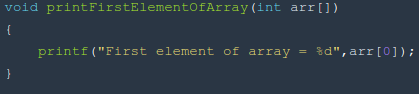 void printFirstElementOfArray(int arr[])
{
    printf("First element of array = %d",arr[0]);
}